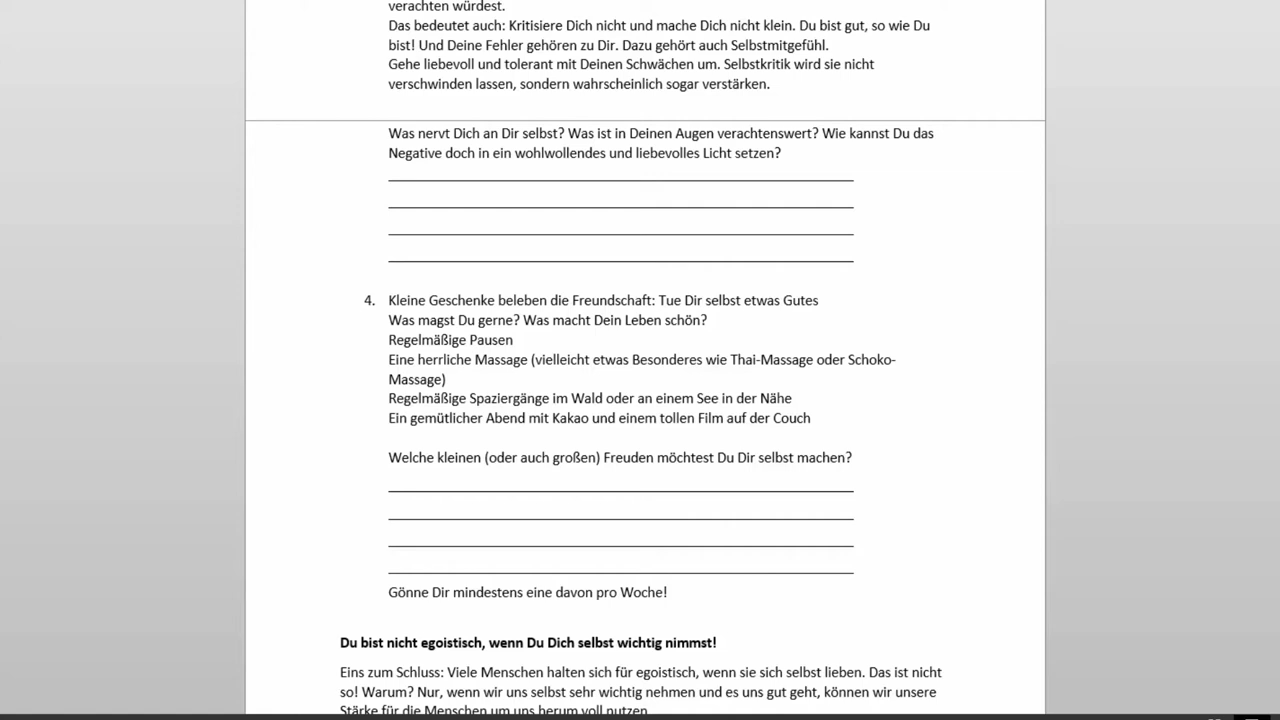 verachten würdest.
Das bedeutet auch: Kritisiere Dich nicht und mache Dich nicht klein. Du bist gut, so wie Du
bist! Und Deine Fehler gehören zu Dir. Dazu gehört auch Selbstmitgefühl.
Gehe liebevoll und tolerant mit Deinen Schwächen um. Selbstkritik wird sie nicht
verschwinden lassen, sondern wahrscheinlich sogar verstärken.
Was nervt Dich an Dir selbst? Was ist in Deinen Augen verachtenswert? Wie kannst Du das
Negative doch in ein wohlwollendes und liebevolles Licht setzen?
4. Kleine Geschenke beleben die Freundschaft: Tue Dir selbst etwas Gutes
Was magst Du gerne? Was macht Dein Leben schön?
Regelmäßige Pausen
Eine herrliche Massage (vielleicht etwas Besonderes wie Thai-Massage oder Schoko-
Massage)
Regelmäßige Spaziergänge im Wald oder an einem See in der Nähe
Ein gemütlicher Abend mit Kakao und einem tollen Film auf der Couch
Welche kleinen (oder auch großen) Freuden möchtest Du Dir selbst machen?
Gönne Dir mindestens eine davon pro Woche!
Du bist nicht egoistisch, wenn Du Dich selbst wichtig nimmst!
Eins zum Schluss: Viele Menschen halten sich für egoistisch, wenn sie sich selbst lieben. Das ist nicht
so! Warum? Nur, wenn wir uns selbst sehr wichtig nehmen und es uns gut geht, können wir unsere
Stärke für die Menschen um uns herum voll nutzen.